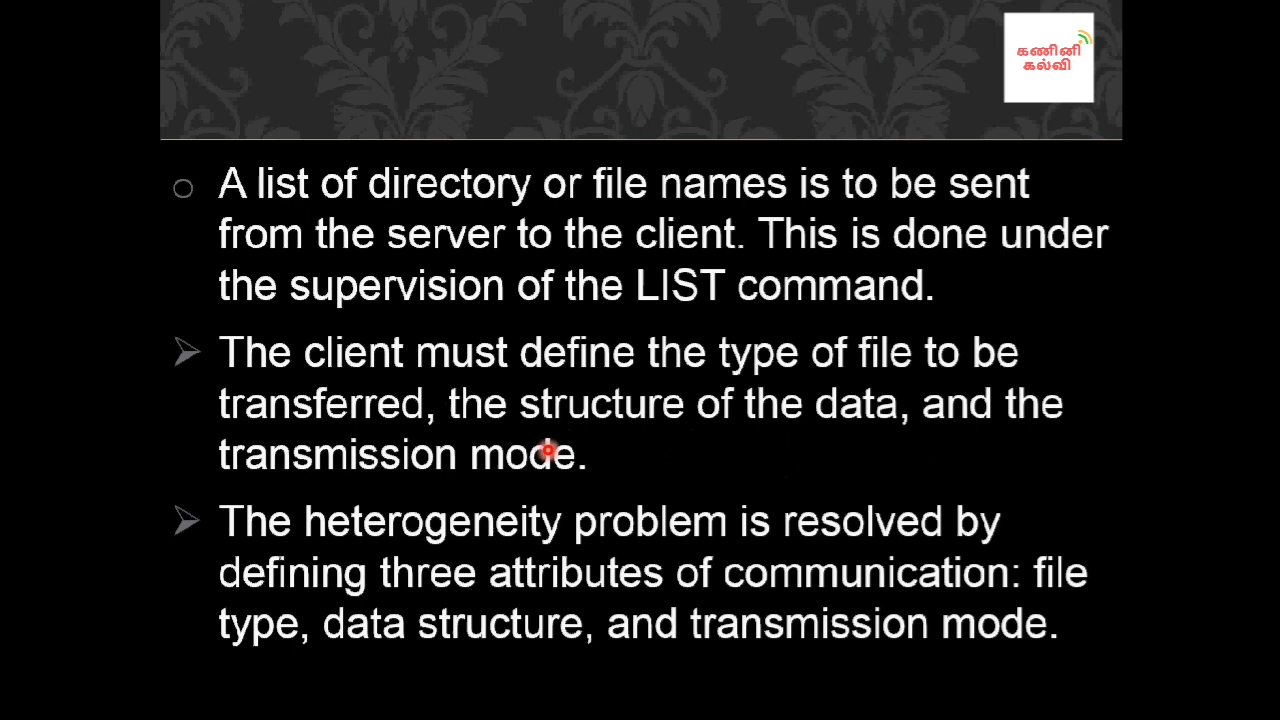 கணினி
கல்வி
A list of directory or file names is to be sent
from the server to the client. This is done under
the supervision of the LIST command.
The client must define the type of file to be
transferred, the structure of the data, and the
transmission mode.
The heterogeneity problem is resolved by
defining three attributes of communication: file
type, data structure, and transmission mode.